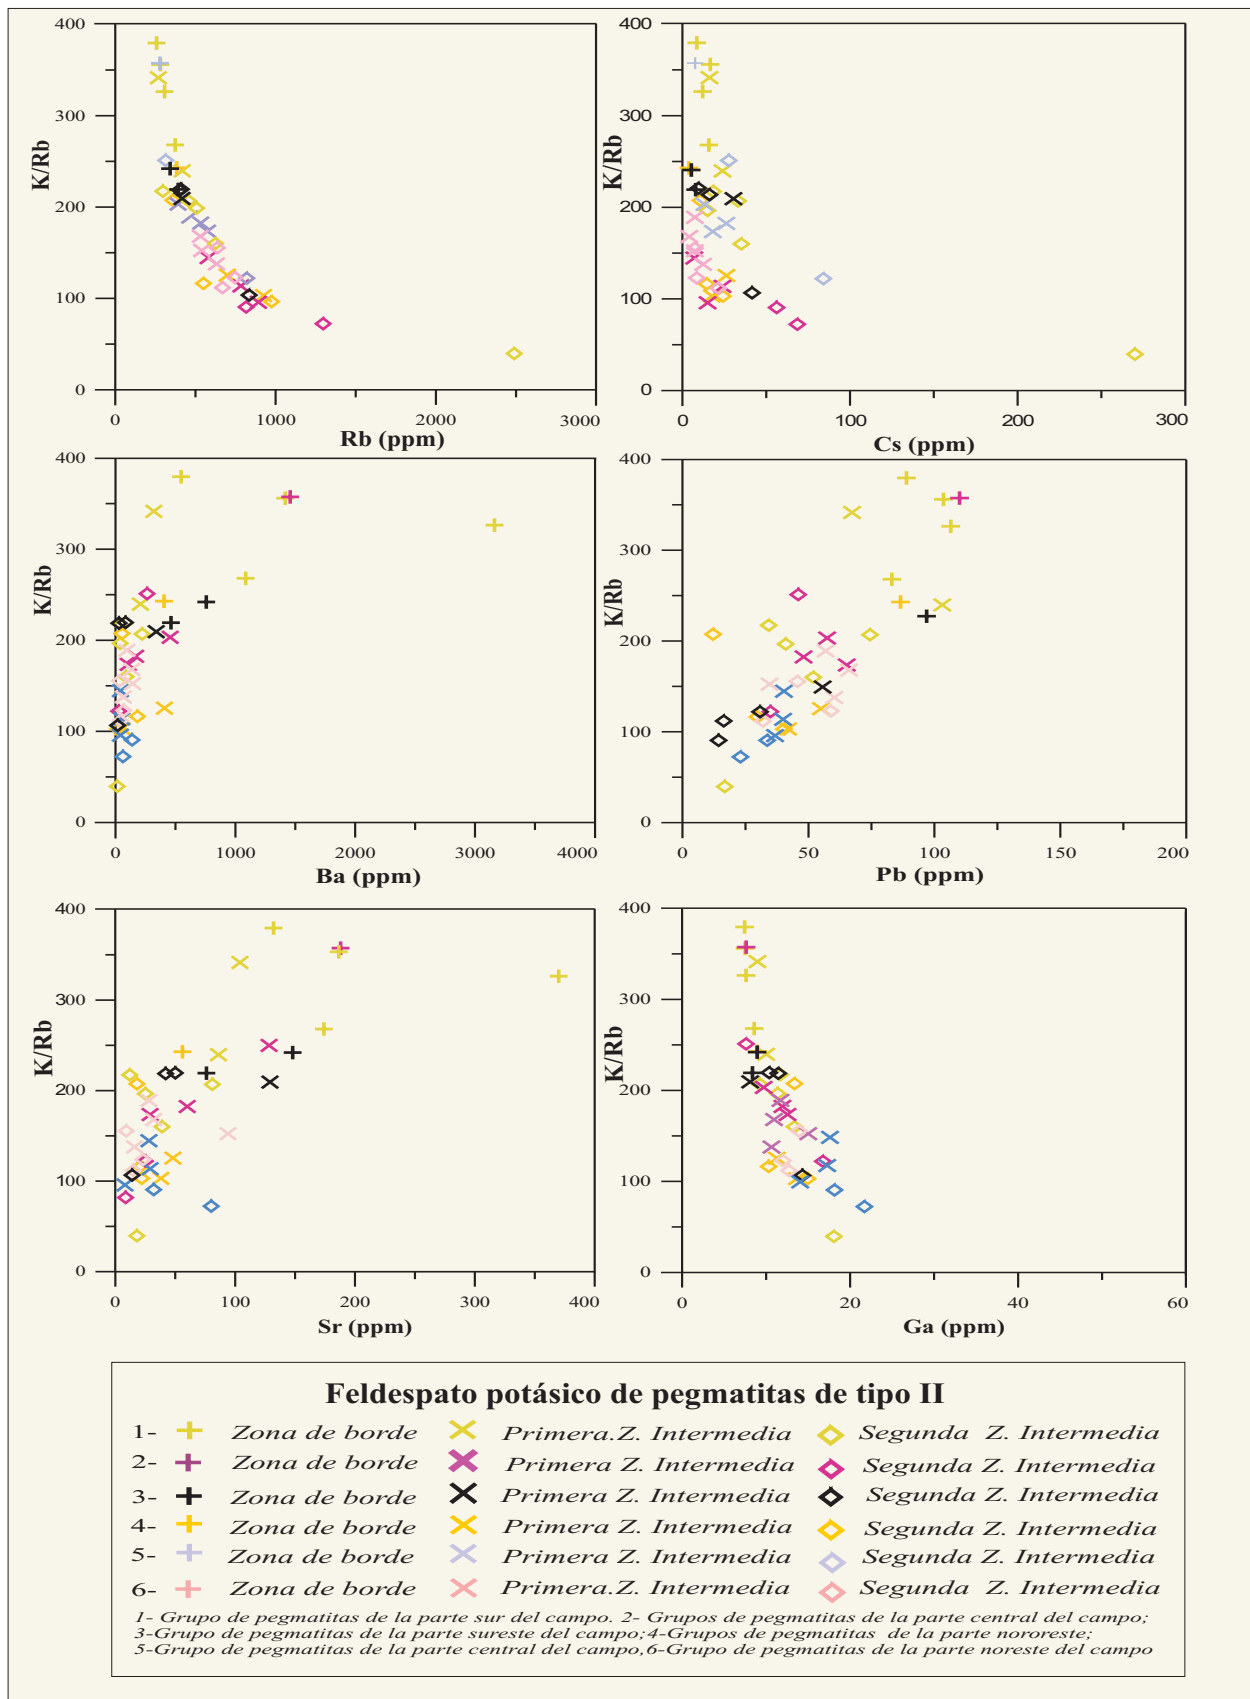 400
300
200
100
0
K/Rb
0
1000
2000
3000
Rb (ppm)
400
300
200
100
0
K/Rb
0
100
200
300
Cs (ppm)
400
300
200
100
0
K/Rb
0
1000
2000
3000
4000
Ba (ppm)
400
300
200
100
0
K/Rb
0
50
100
150
200
Pb (ppm)
400
300
200
100
0
K/Rb
0
100
200
300
400
Sr (ppm)
400
300
200
100
0
K/Rb
0
20
40
60
Ga (ppm)
Feldespato potásico de pegmatitas de tipo II
1- Zona de borde Primera.Z. Intermedia Segunda Z. Intermedia
2- Zona de borde Primera Z. Intermedia Segunda Z. Intermedia
3- Zona de borde Primera Z. Intermedia Segunda Z. Intermedia
4- Zona de borde Primera Z. Intermedia Segunda Z. Intermedia
5- Zona de borde Primera Z. Intermedia Segunda Z. Intermedia
6- Zona de borde Primera.Z. Intermedia Segunda Z. Intermedia
1- Grupo de pegmatitas de la parte sur del campo. 2- Grupos de pegmatitas de la parte central del campo;
3-Grupo de pegmatitas de la parte sureste del campo;4-Grupos de pegmatitas de la parte nororeste;
5-Grupo de pegmatitas de la parte central del campo,6-Grupo de pegmatitas de la parte noreste del campo